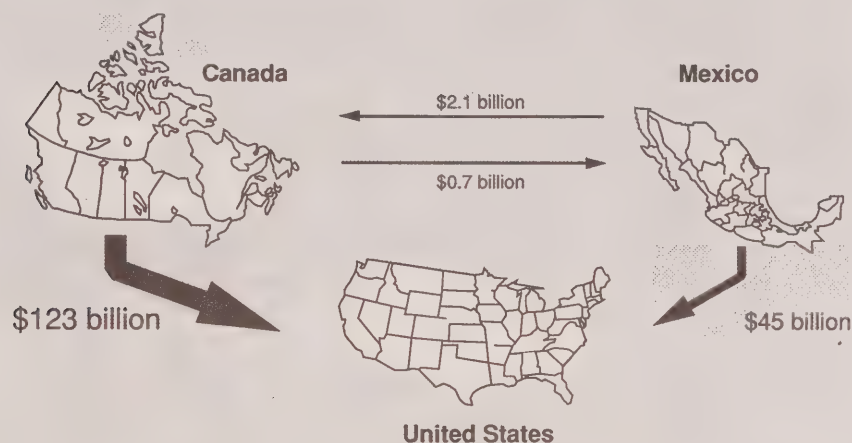 Canada
Mexico
$2.1 billion
$0.7 billion
$123 billion
$45 billion
United States